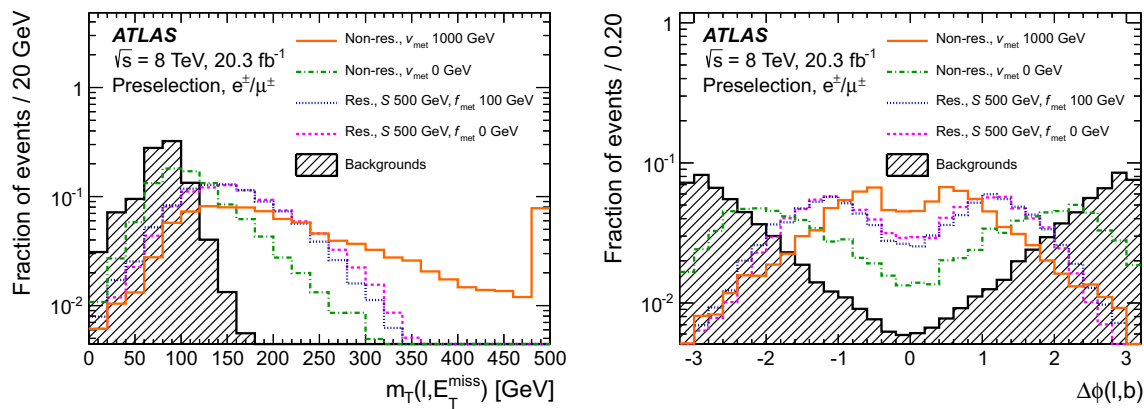 Fraction of events / 20 GeV
ATLAS
√s = 8 TeV, 20.3 fb⁻¹
Preselection, e±/μ±
Non-res., v_met 1000 GeV
Non-res., v_met 0 GeV
Res., S 500 GeV, f_met 100 GeV
Res., S 500 GeV, f_met 0 GeV
Backgrounds
1
10⁻¹
10⁻²
0 50 100 150 200 250 300 350 400 450 500
m_T(l,E_T^miss) [GeV]
Fraction of events / 0.20
ATLAS
√s = 8 TeV, 20.3 fb⁻¹
Preselection, e±/μ±
Non-res., v_met 1000 GeV
Non-res., v_met 0 GeV
Res., S 500 GeV, f_met 100 GeV
Res., S 500 GeV, f_met 0 GeV
Backgrounds
1
10⁻¹
10⁻²
-3 -2 -1 0 1 2 3
Δϕ(l,b)